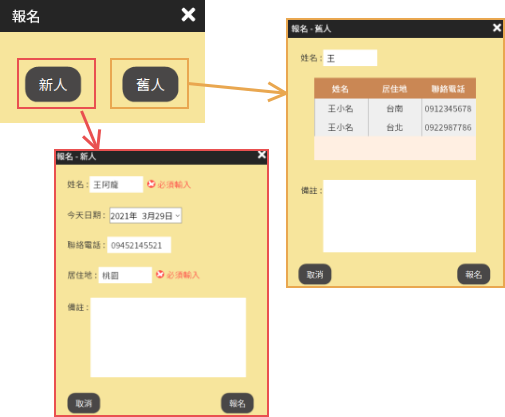 報名
新人
舊人
報名 - 舊人
姓名 : 王
姓名 居住地 聯絡電話
王小名 台南 0912345678
王小名 台北 0922987786
備註 :
取消 報名
報名 - 新人
姓名 : 王阿龍 必須輸入
今天日期 : 2021年 3月29日
聯絡電話 : 09452145521
居住地 : 桃園 必須輸入
備註 :
取消 報名